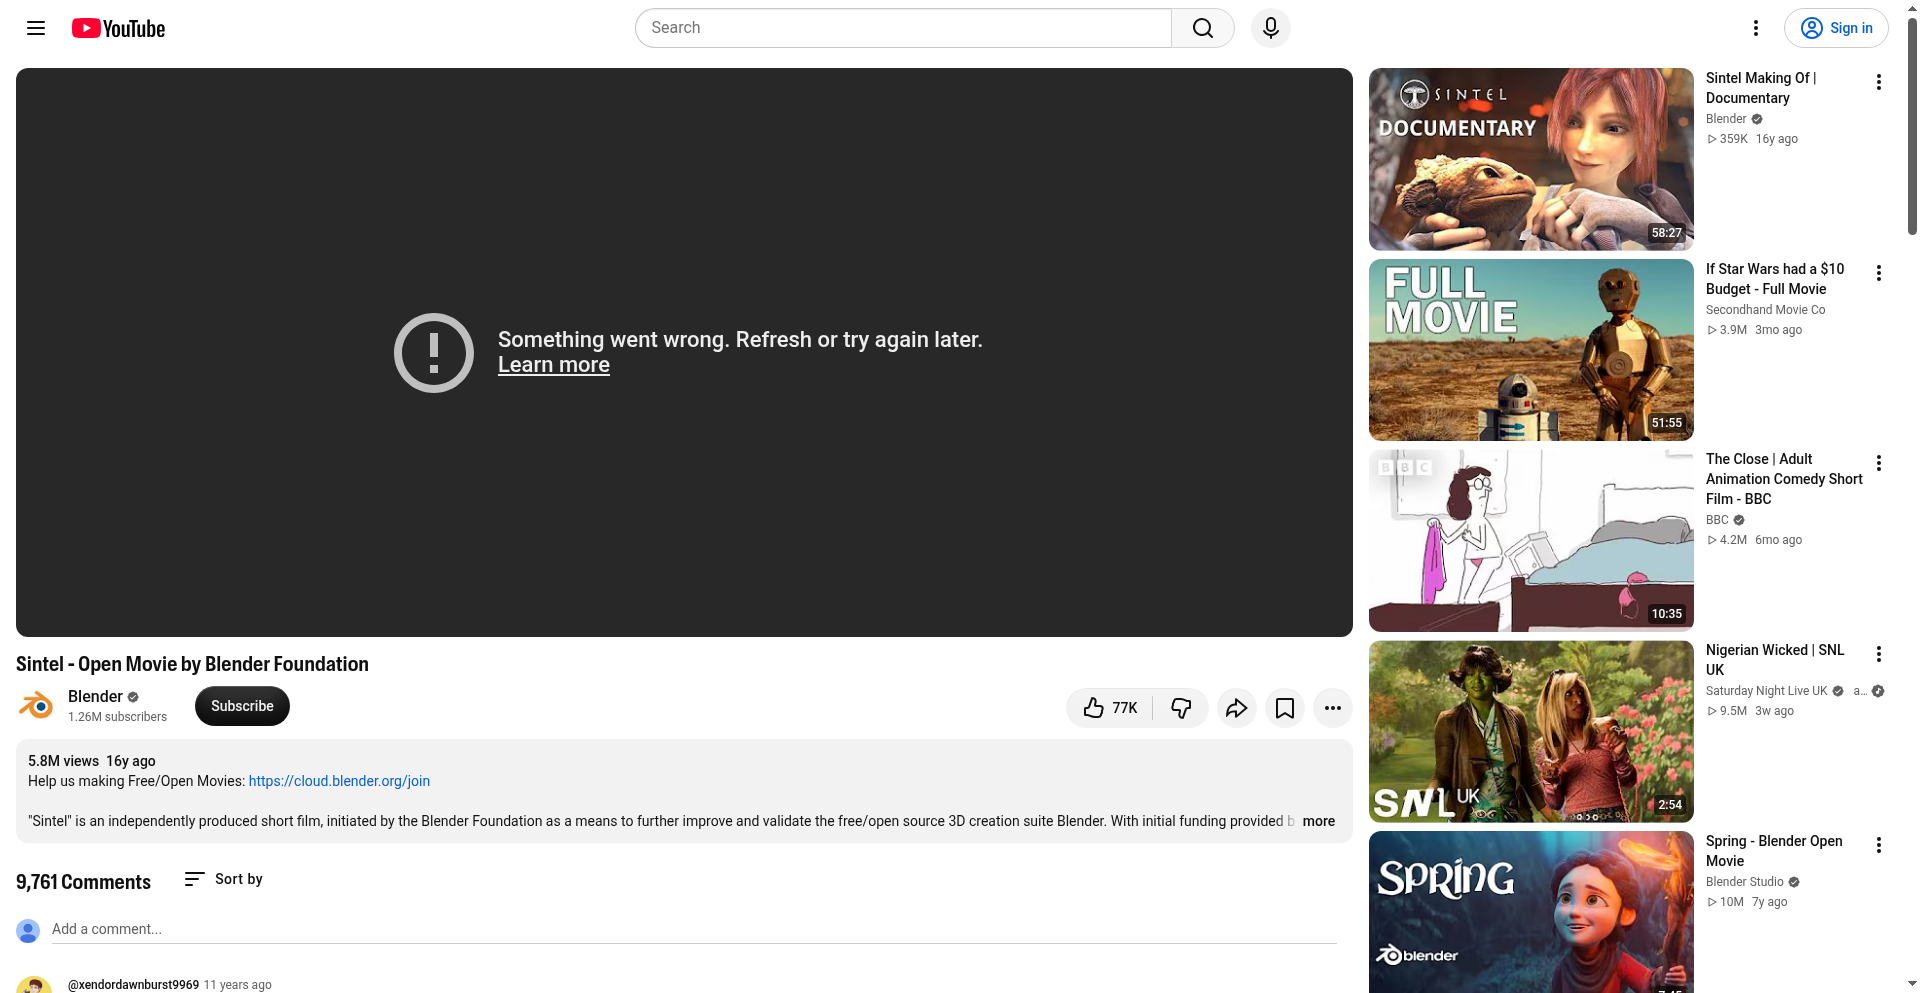 YouTube
Search
Sign in
Something went wrong. Refresh or try again later.
Learn more
Sintel - Open Movie by Blender Foundation
Blender
1.26M subscribers
Subscribe
77K
5.8M views 16y ago
Help us making Free/Open Movies: https://cloud.blender.org/join
"Sintel" is an independently produced short film, initiated by the Blender Foundation as a means to further improve and validate the free/open source 3D creation suite Blender. With initial funding provided b more
9,761 Comments
Sort by
Add a comment...
@xendordawnburst9969 11 years ago
SINTEL
DOCUMENTARY
58:27
Sintel Making Of |
Documentary
Blender
359K 16y ago
FULL
MOVIE
51:55
If Star Wars had a $10
Budget - Full Movie
Secondhand Movie Co
3.9M 3mo ago
BBC
10:35
The Close | Adult
Animation Comedy Short
Film - BBC
BBC
4.2M 6mo ago
SNL UK
2:54
Nigerian Wicked | SNL
UK
Saturday Night Live UK a...
9.5M 3w ago
SPRING
blender
Spring - Blender Open
Movie
Blender Studio
10M 7y ago